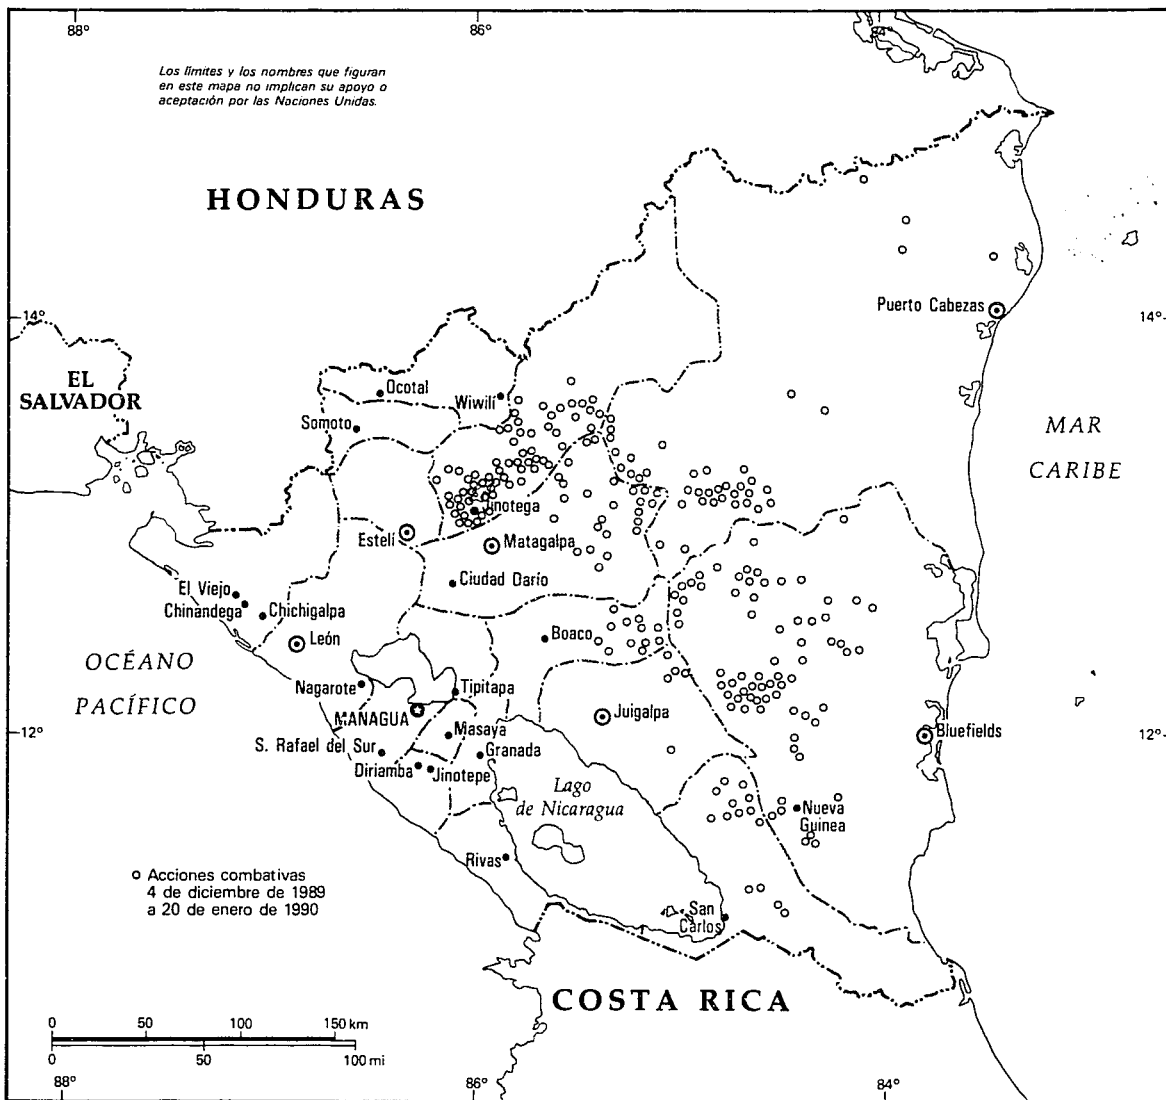 88°
86°
84°
Los límites y los nombres que figuran
en este mapa no implican su apoyo o
aceptación por las Naciones Unidas.
HONDURAS
Puerto Cabezas
14°
14°
EL
SALVADOR
Ocotal
Wiwilí
Somoto
MAR
CARIBE
Jinotega
Estelí
Matagalpa
Ciudad Darío
El Viejo
Chinandega
Chichigalpa
León
Boaco
OCÉANO
PACÍFICO
Nagarote
Tipitapa
MANAGUA
Juigalpa
Masaya
Bluefields
12°
12°
S. Rafael del Sur
Granada
Diriamba
Jinotepe
Lago
de Nicaragua
Nueva
Guinea
Rivas
Acciones combativas
4 de diciembre de 1989
a 20 de enero de 1990
San
Carlos
COSTA RICA
0 50 100 150 km
0 50 100 mi
88°
86°
84°